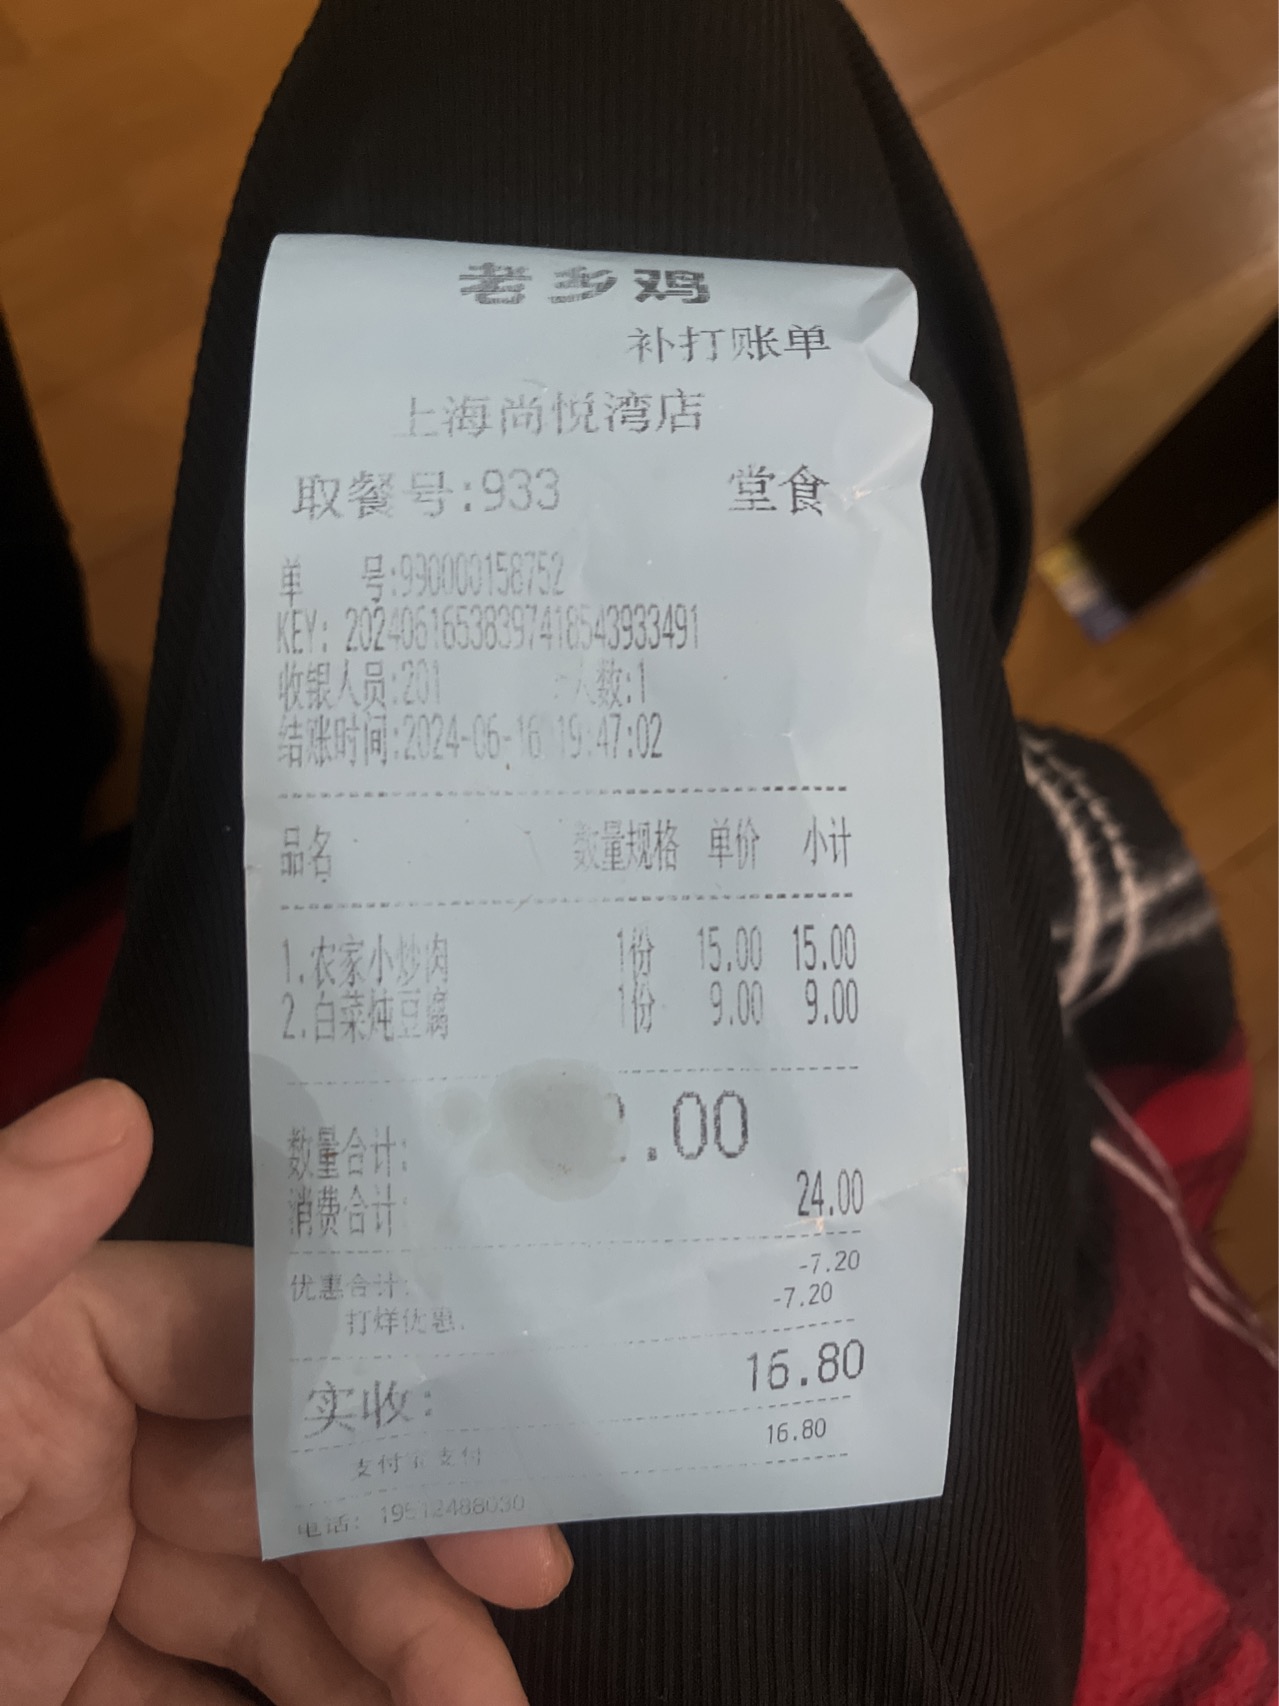 老乡鸡
补打账单
上海尚悦湾店
取餐号:933 堂食
单 号:990000158752
KEY: 20240616538397418543933491
收银人员:201 人数:1
结账时间:2024-06-16 19:47:02
品名 数量规格 单价 小计
1.农家小炒肉 1份 15.00 15.00
2.白菜炖豆腐 1份 9.00 9.00
数量合计: 2.00
消费合计: 24.00
优惠合计: -7.20
打烊优惠: -7.20
实收: 16.80
支付宝支付 16.80
电话: 19512488030